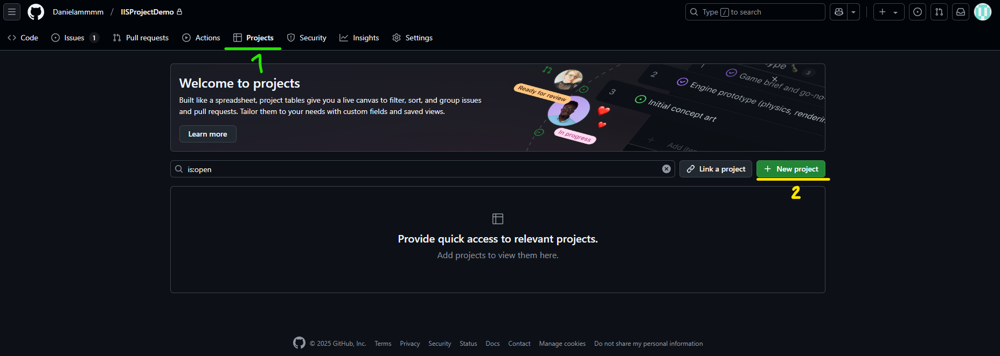 Danielammmm / IISProjectDemo
Type / to search
Code
Issues 1
Pull requests
Actions
Projects
Security
Insights
Settings
1
Welcome to projects
Built like a spreadsheet, project tables give you a live canvas to filter, sort, and group issues
and pull requests. Tailor them to your needs with custom fields and saved views.
Learn more
Ready for review
In progress
1 Game brief and go-no-
2 Engine prototype (physics, renderin
3 Initial concept art
Add ite
3
is:open
Link a project
New project
2
Provide quick access to relevant projects.
Add projects to view them here.
© 2025 GitHub, Inc. Terms Privacy Security Status Docs Contact Manage cookies Do not share my personal information